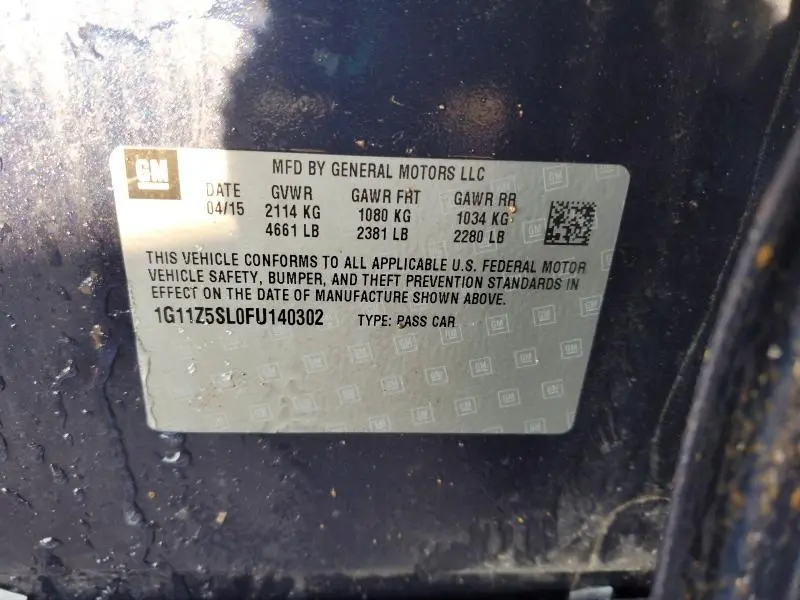 GM
MFD BY GENERAL MOTORS LLC
DATE GVWR GAWR FRT GAWR RR
04/15 2114 KG 1080 KG 1034 KG
4661 LB 2381 LB 2280 LB
THIS VEHICLE CONFORMS TO ALL APPLICABLE U.S. FEDERAL MOTOR
VEHICLE SAFETY, BUMPER, AND THEFT PREVENTION STANDARDS IN
EFFECT ON THE DATE OF MANUFACTURE SHOWN ABOVE.
1G11Z5SL0FU140302 TYPE: PASS CAR